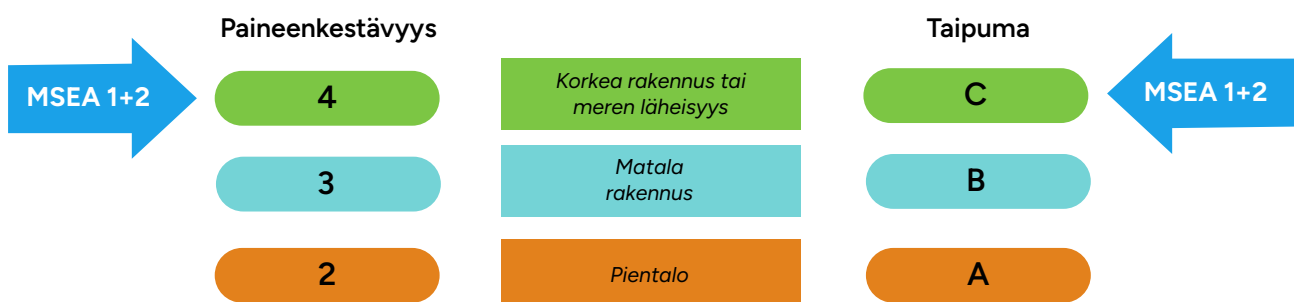 Paineenkestävyys
Taipuma
MSEA 1+2
4
Korkea rakennus tai
meren läheisyys
C
MSEA 1+2
3
Matala
rakennus
B
2
Pientalo
A